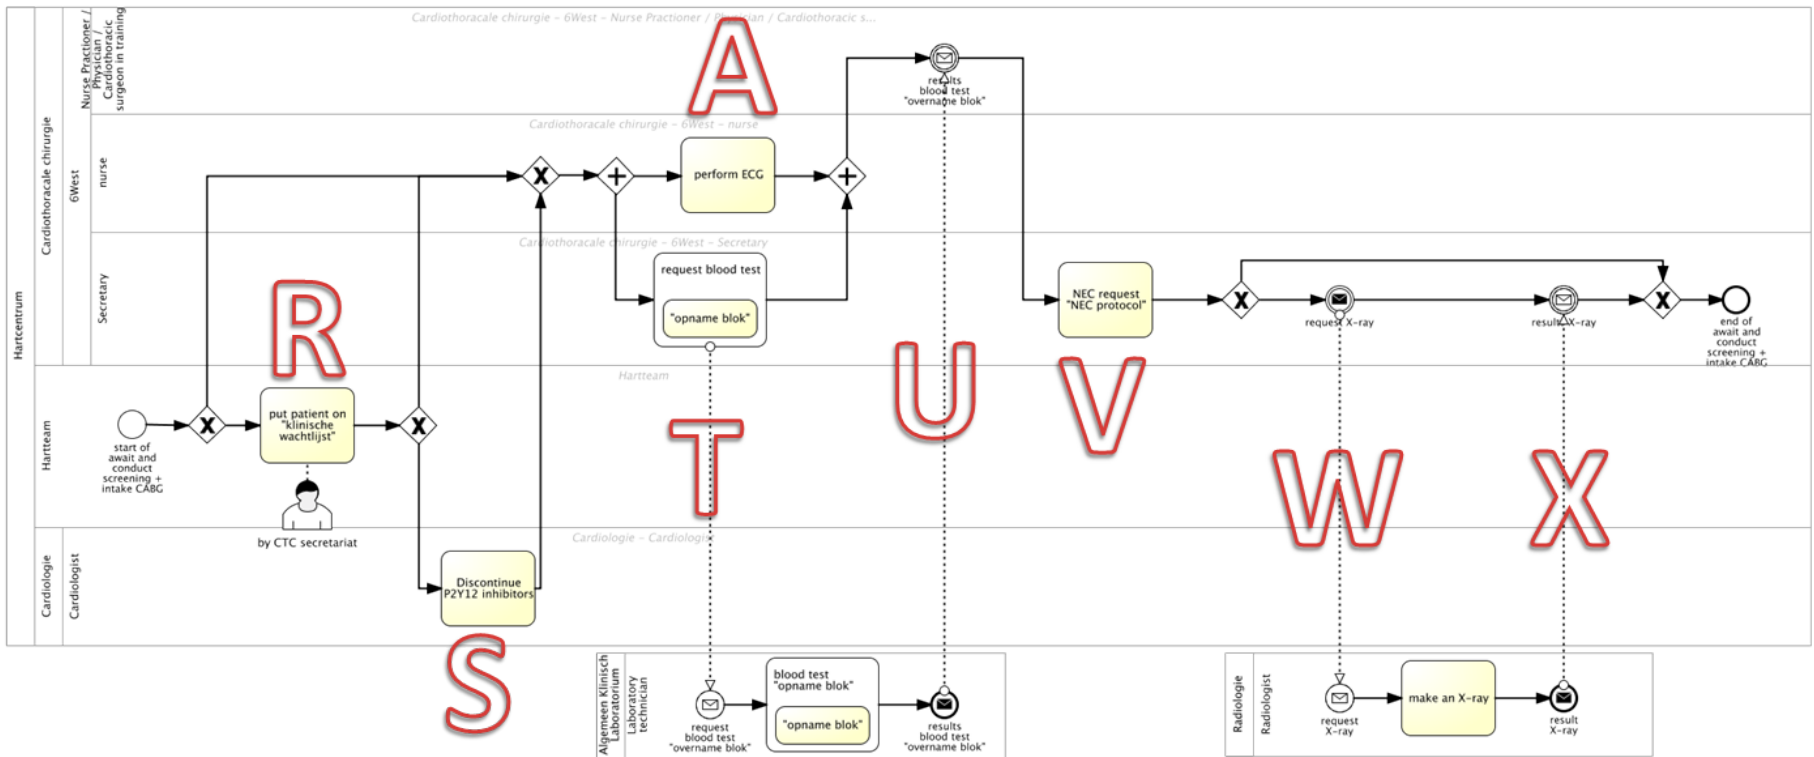 Cardiothoracale chirurgie – 6West – Nurse Practioner / Physician / Cardiothoracic s...
A
Hartcentrum
Cardiothoracale chirurgie
6West
Nurse Practioner /
Physician /
Cardiothoracic
surgeon in training
results
blood test
"overname blok"
Cardiothoracale chirurgie – 6West – nurse
nurse
X
+
perform ECG
+
Cardiothoracale chirurgie – 6West – Secretary
Secretary
request blood test
"opname blok"
NEC request
"NEC protocol"
X
request X-ray
result X-ray
X
end of
await and
conduct
screening +
intake CABG
R
U
V
Hartteam
Hartteam
start of
await and
conduct
screening +
intake CABG
X
put patient on
"klinische
wachtlijst"
X
T
W
X
by CTC secretariat
Cardiologie – Cardiologist
Cardiologie
Cardiologist
Discontinue
P2Y12 inhibitors
S
Algemeen Klinisch
Laboratorium
Laboratory
technician
request
blood test
"overname blok"
blood test
"opname blok"
"opname blok"
results
blood test
"overname blok"
Radiologie
Radiologist
request
X-ray
make an X-ray
result
X-ray